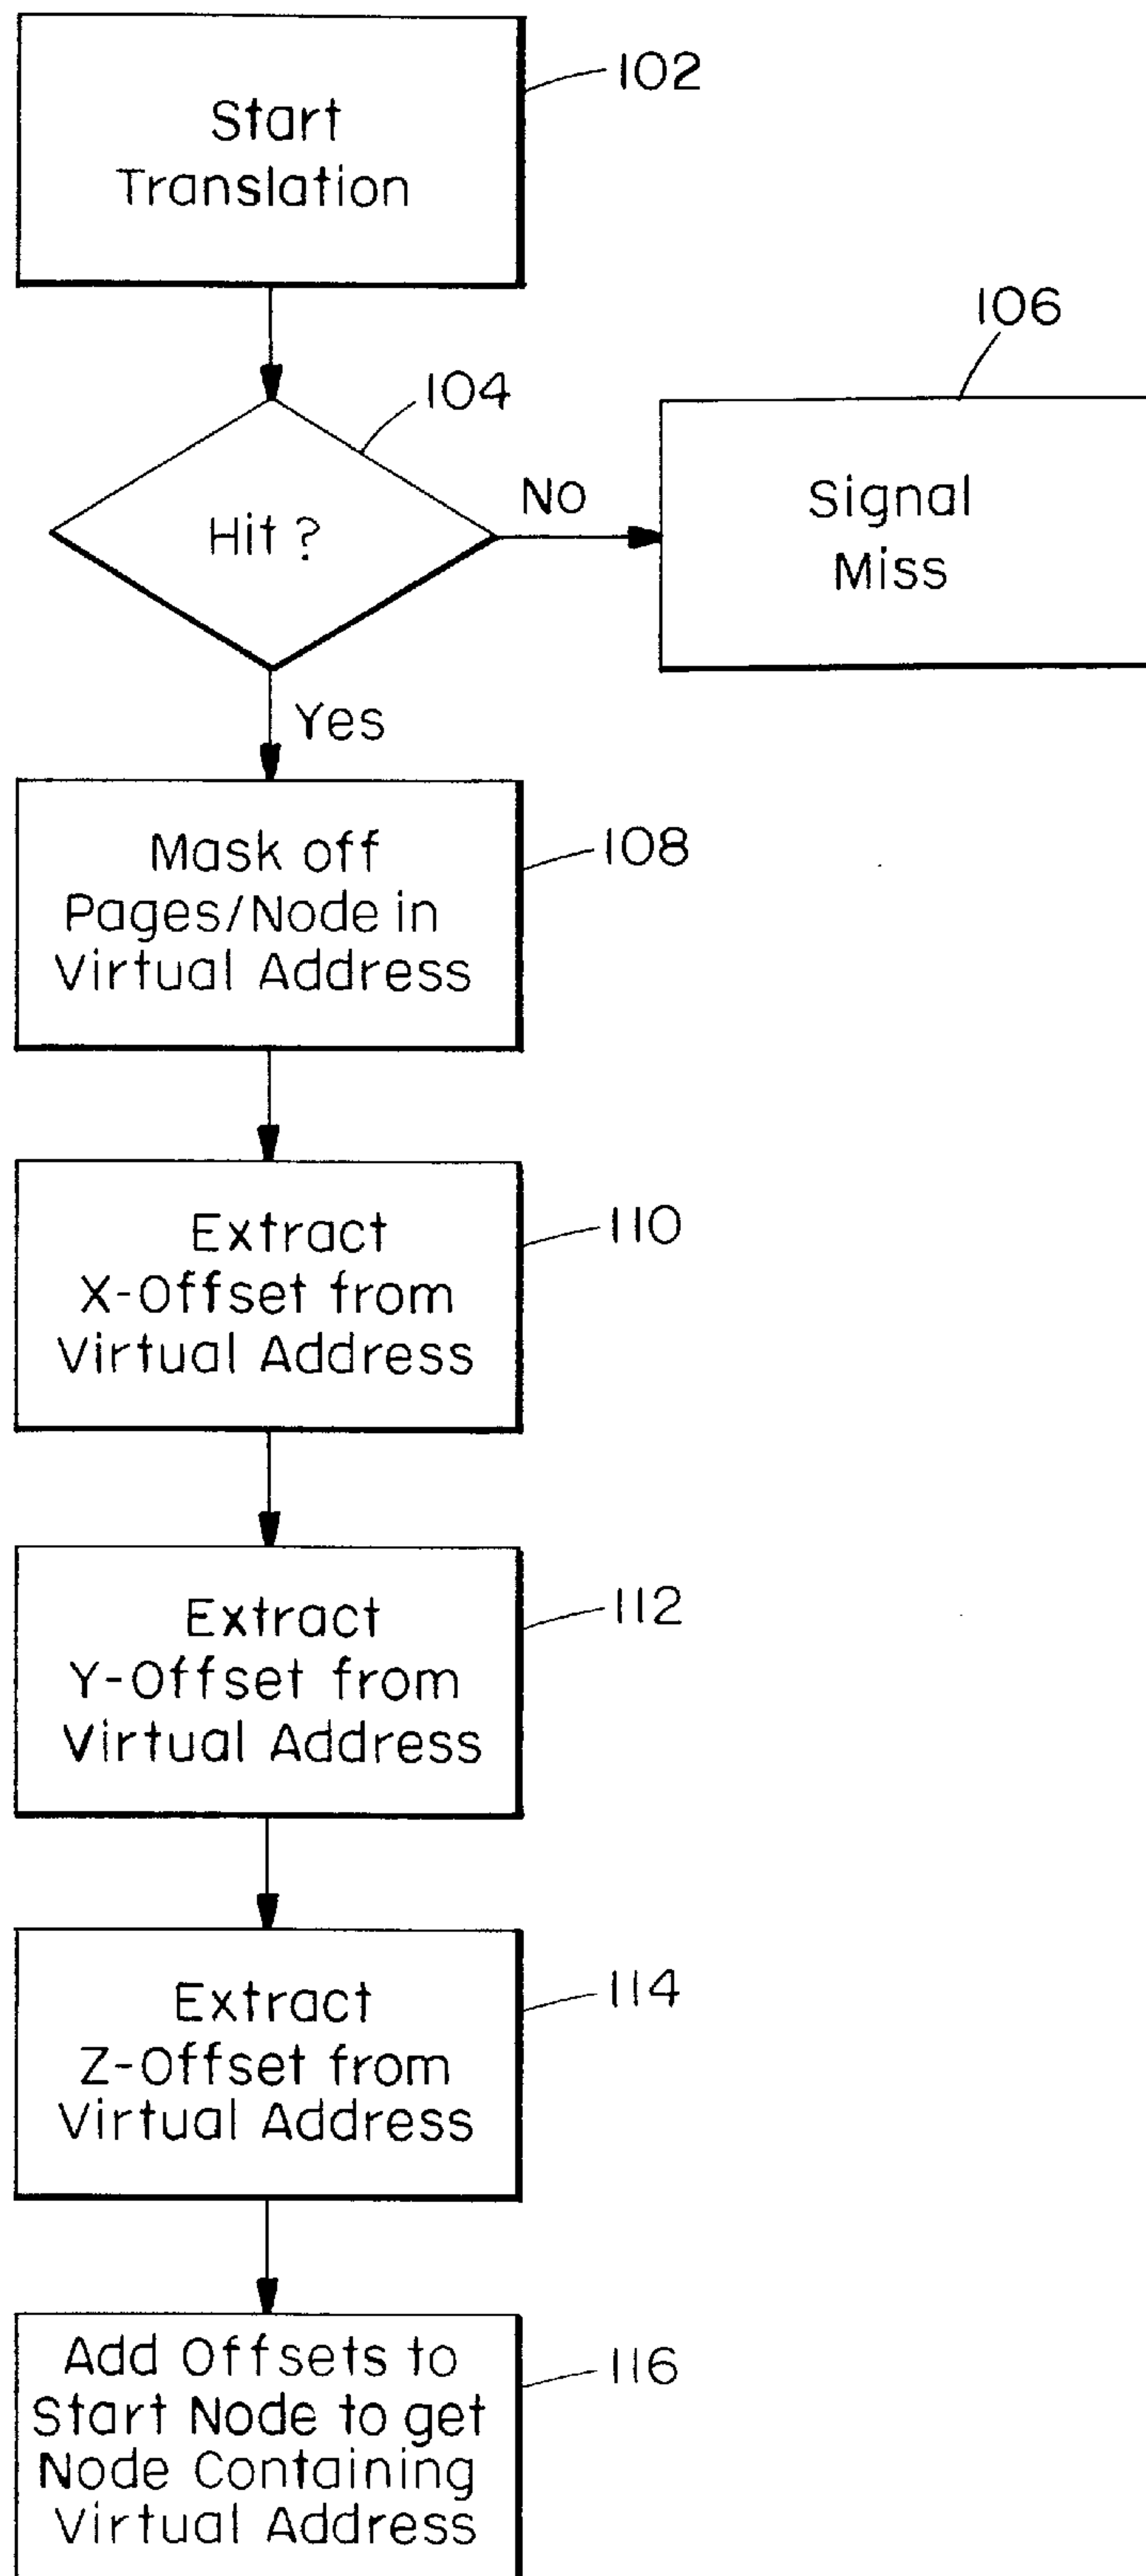 Start
Translation
102
Hit ?
104
No
Signal
Miss
106
Yes
Mask off
Pages/Node in
Virtual Address
108
Extract
X-Offset from
Virtual Address
110
Extract
Y-Offset from
Virtual Address
112
Extract
Z-Offset from
Virtual Address
114
Add Offsets to
Start Node to get
Node Containing
Virtual Address
116